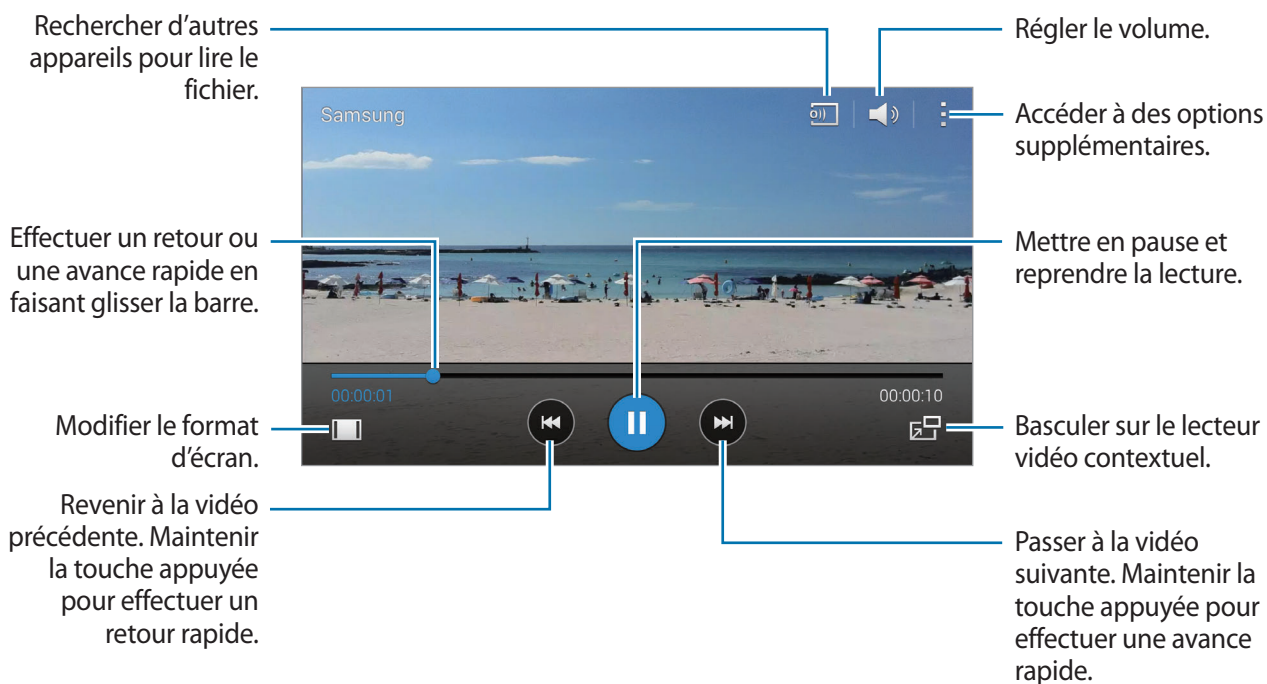 Rechercher d’autres
appareils pour lire le
fichier.
Régler le volume.
Samsung
Accéder à des options
supplémentaires.
Effectuer un retour ou
une avance rapide en
faisant glisser la barre.
Mettre en pause et
reprendre la lecture.
00:00:01
00:00:10
Modifier le format
d’écran.
Basculer sur le lecteur
vidéo contextuel.
Revenir à la vidéo
précédente. Maintenir
la touche appuyée
pour effectuer un
retour rapide.
Passer à la vidéo
suivante. Maintenir la
touche appuyée pour
effectuer une avance
rapide.